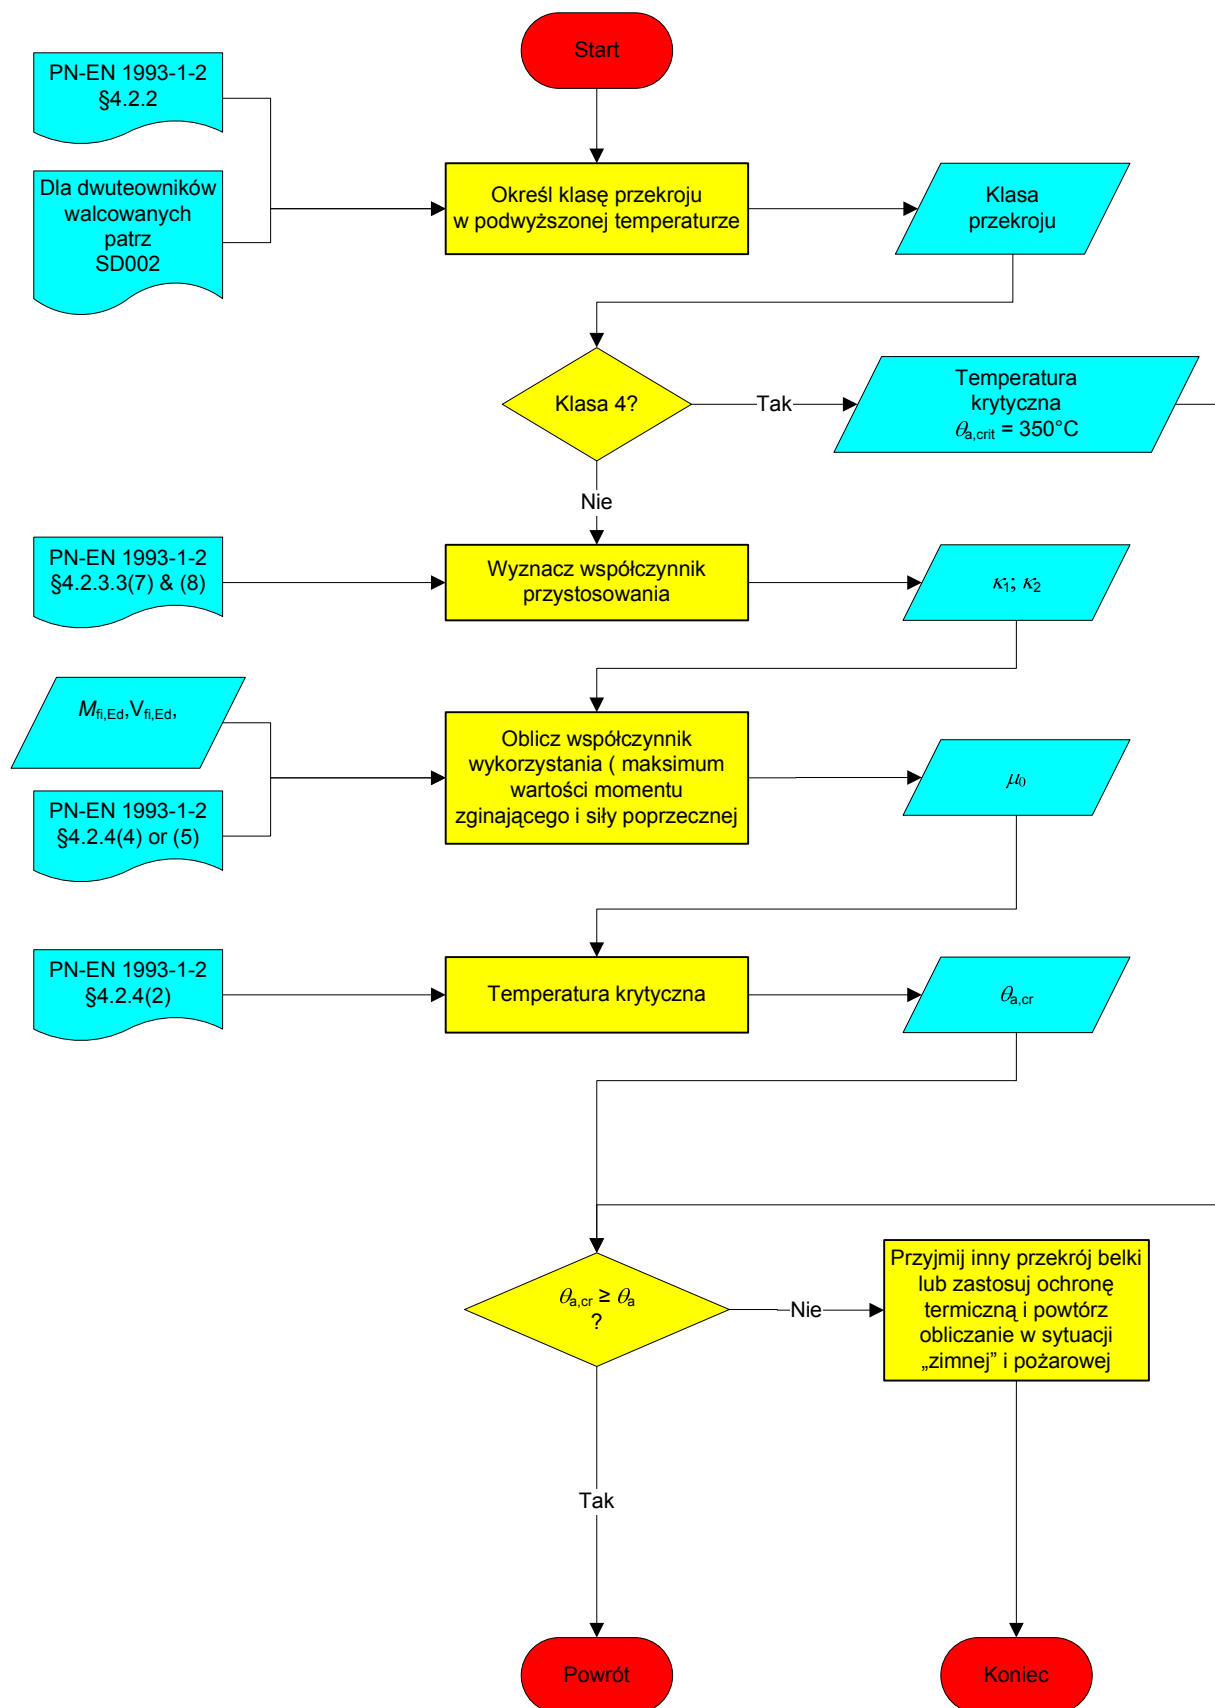 Start
PN-EN 1993-1-2
§4.2.2
Dla dwuteowników
walcowanych
patrz
SD002
Określ klasę przekroju
w podwyższonej temperaturze
Klasa
przekroju
Klasa 4?
Tak
Temperatura
krytyczna
θa,crit = 350°C
Nie
PN-EN 1993-1-2
§4.2.3.3(7) & (8)
Wyznacz współczynnik
przystosowania
κ1; κ2
Mfi,Ed,Vfi,Ed,
PN-EN 1993-1-2
§4.2.4(4) or (5)
Oblicz współczynnik
wykorzystania ( maksimum
wartości momentu
zginającego i siły poprzecznej
μ0
PN-EN 1993-1-2
§4.2.4(2)
Temperatura krytyczna
θa,cr
θa,cr ≥ θa
?
Nie
Przyjmij inny przekrój belki
lub zastosuj ochronę
termiczną i powtórz
obliczanie w sytuacji
„zimnej” i pożarowej
Tak
Powrót
Koniec